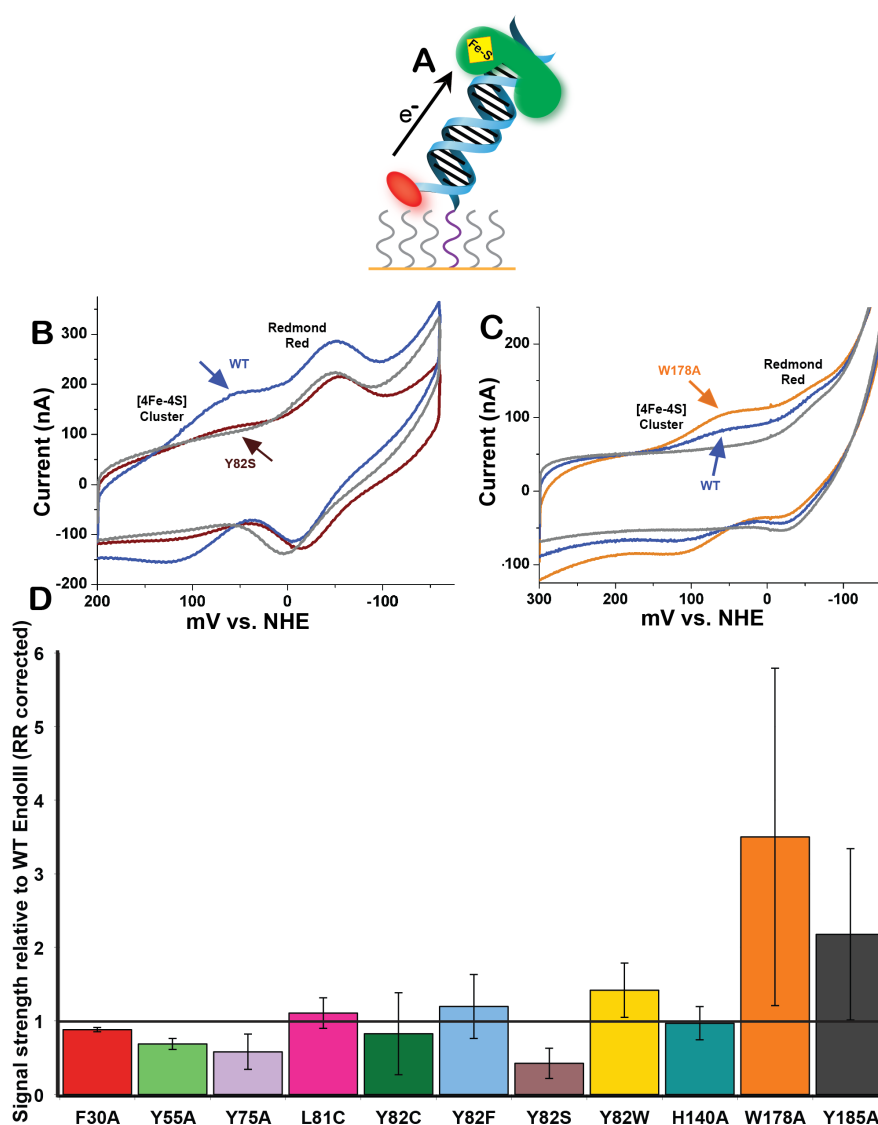 A
Fe-S
e-
B
Redmond
Red
WT
[4Fe-4S]
Cluster
Y82S
Current (nA)
300
200
100
0
-100
-200
200
100
0
-100
mV vs. NHE
C
Redmond
Red
W178A
[4Fe-4S]
Cluster
WT
Current (nA)
200
100
0
-100
300
200
100
0
-100
mV vs. NHE
D
Signal strength relative to WT EndoIII (RR corrected)
6
5
4
3
2
1
0
F30A Y55A Y75A L81C Y82C Y82F Y82S Y82W H140A W178A Y185A